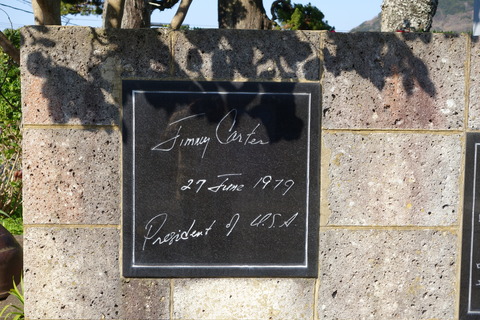 Jimmy Carter
27 June 1979
President of U.S.A.